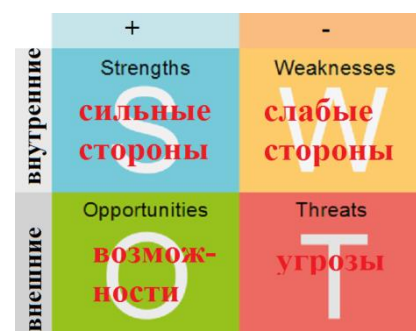 + -
внутренние
Strengths Weaknesses
S W
сильные слабые
стороны стороны
внешние
Opportunities Threats
O T
возмож- угрозы
ности